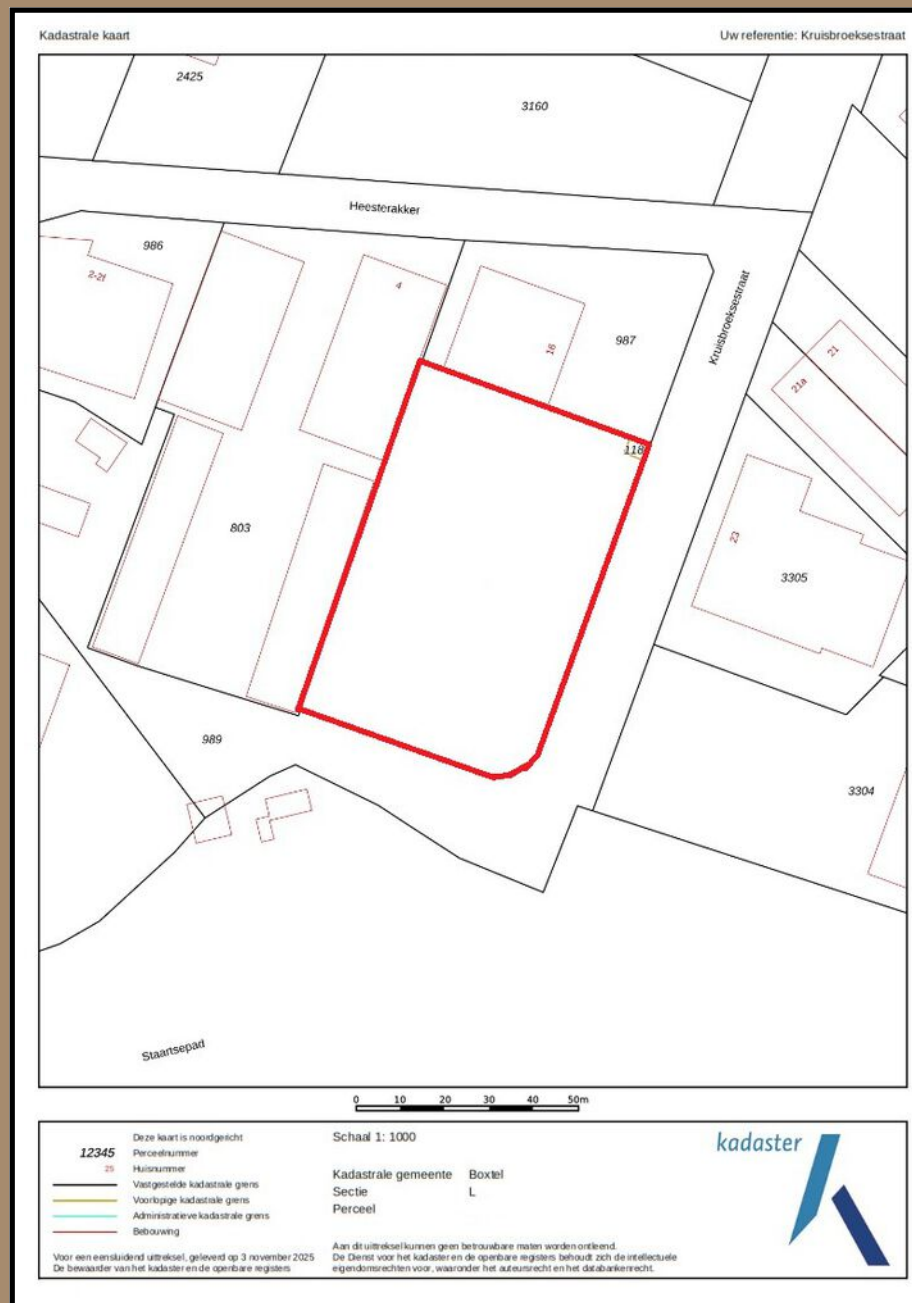 Kadastrale kaart
Uw referentie: Kruisbroeksestraat
2425
3160
Heesterakker
986
2-2f
4
987
16
Kruisbroeksestraat
21
21a
118
803
23
3305
989
3304
Staartsepad
0 10 20 30 40 50m
Deze kaart is noordgericht
12345 Perceelnummer
25 Huisnummer
Vastgestelde kadastrale grens
Voorlopige kadastrale grens
Administratieve kadastrale grens
Bebouwing
Voor een eensluidend uittreksel, geleverd op 3 november 2025
De bewaarder van het kadaster en de openbare registers
Schaal 1: 1000
Kadastrale gemeente Boxtel
Sectie L
Perceel
Aan dit uittreksel kunnen geen betrouwbare maten worden ontleend.
De Dienst voor het kadaster en de openbare registers behoudt zich de intellectuele
eigendomsrechten voor, waaronder het auteursrecht en het databankenrecht.
kadaster